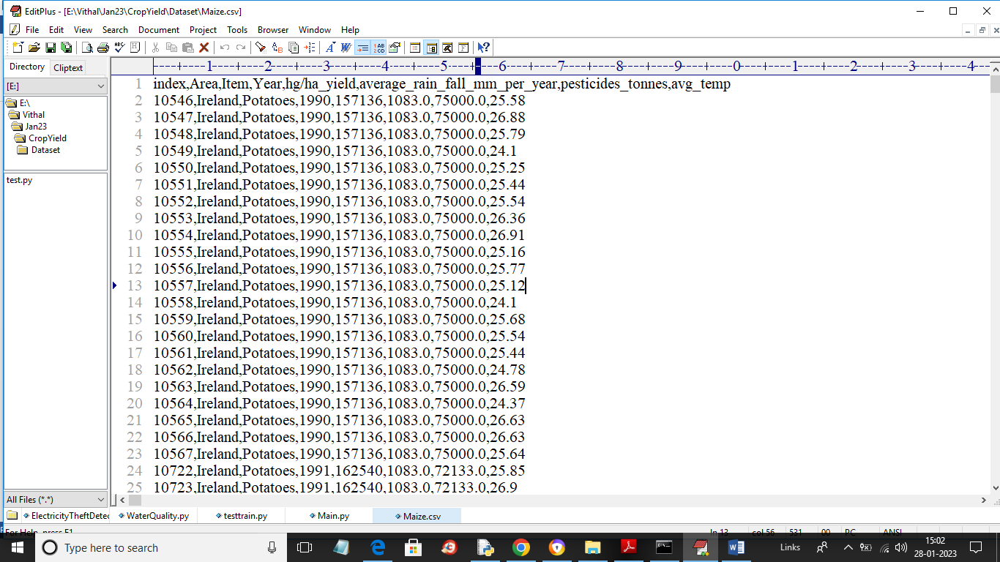 EditPlus - [E:\Vithal\Jan23\CropYield\Dataset\Maize.csv]
File Edit View Search Document Project Tools Browser Window Help
Directory Cliptext
[E:]
E:\
Vithal
Jan23
CropYield
Dataset
test.py
All Files (*.*)
----+----1----+----2----+----3----+----4----+----5----+----6----+----7----+----8----+----9----+----0----+----1----+----2----+----3----+----4--
1 index,Area,Item,Year,hg/ha_yield,average_rain_fall_mm_per_year,pesticides_tonnes,avg_temp
2 10546,Ireland,Potatoes,1990,157136,1083.0,75000.0,25.58
3 10547,Ireland,Potatoes,1990,157136,1083.0,75000.0,26.88
4 10548,Ireland,Potatoes,1990,157136,1083.0,75000.0,25.79
5 10549,Ireland,Potatoes,1990,157136,1083.0,75000.0,24.1
6 10550,Ireland,Potatoes,1990,157136,1083.0,75000.0,25.25
7 10551,Ireland,Potatoes,1990,157136,1083.0,75000.0,25.44
8 10552,Ireland,Potatoes,1990,157136,1083.0,75000.0,25.54
9 10553,Ireland,Potatoes,1990,157136,1083.0,75000.0,26.36
10 10554,Ireland,Potatoes,1990,157136,1083.0,75000.0,26.91
11 10555,Ireland,Potatoes,1990,157136,1083.0,75000.0,25.16
12 10556,Ireland,Potatoes,1990,157136,1083.0,75000.0,25.77
13 10557,Ireland,Potatoes,1990,157136,1083.0,75000.0,25.12
14 10558,Ireland,Potatoes,1990,157136,1083.0,75000.0,24.1
15 10559,Ireland,Potatoes,1990,157136,1083.0,75000.0,25.68
16 10560,Ireland,Potatoes,1990,157136,1083.0,75000.0,25.54
17 10561,Ireland,Potatoes,1990,157136,1083.0,75000.0,25.44
18 10562,Ireland,Potatoes,1990,157136,1083.0,75000.0,24.78
19 10563,Ireland,Potatoes,1990,157136,1083.0,75000.0,26.59
20 10564,Ireland,Potatoes,1990,157136,1083.0,75000.0,24.37
21 10565,Ireland,Potatoes,1990,157136,1083.0,75000.0,26.63
22 10566,Ireland,Potatoes,1990,157136,1083.0,75000.0,26.63
23 10567,Ireland,Potatoes,1990,157136,1083.0,75000.0,25.64
24 10722,Ireland,Potatoes,1991,162540,1083.0,72133.0,25.85
25 10723,Ireland,Potatoes,1991,162540,1083.0,72133.0,26.9
ElectricityTheftDetec WaterQuality.py testtrain.py Main.py Maize.csv
For Help, press F1 ln 13 col 56 531 00 PC ANSI
Type here to search Links 15:02
28-01-2023